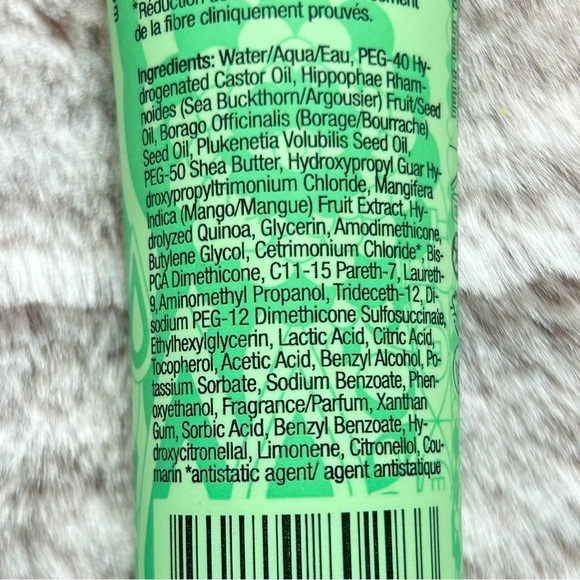 *Réduction
de la fibre cliniquement prouvés.
Ingredients: Water/Aqua/Eau, PEG-40 Hy-
drogenated Castor Oil, Hippophae Rham-
noides (Sea Buckthorn/Argousier) Fruit/Seed
Oil, Borago Officinalis (Borage/Bourrache)
Seed Oil, Plukenetia Volubilis Seed Oil,
PEG-50 Shea Butter, Hydroxypropyl Guar Hy-
droxypropyltrimonium Chloride, Mangifera
Indica (Mango/Mangue) Fruit Extract, Hy-
drolyzed Quinoa, Glycerin, Amodimethicone,
Butylene Glycol, Cetrimonium Chloride*, Bis-
PCA Dimethicone, C11-15 Pareth-7, Laureth-
9, Aminomethyl Propanol, Trideceth-12, Di-
sodium PEG-12 Dimethicone Sulfosuccinate,
Ethylhexylglycerin, Lactic Acid, Citric Acid,
Tocopherol, Acetic Acid, Benzyl Alcohol, Po-
tassium Sorbate, Sodium Benzoate, Phen-
oxyethanol, Fragrance/Parfum, Xanthan
Gum, Sorbic Acid, Benzyl Benzoate, Hy-
droxycitronellal, Limonene, Citronellol, Cou-
marin *antistatic agent/ agent antistatique